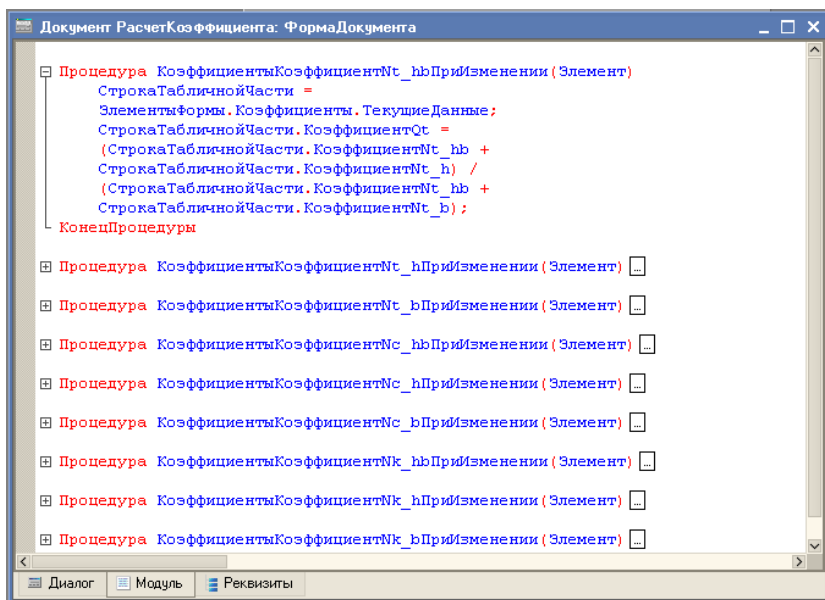 Документ РасчетКоэффициента: ФормаДокумента
Процедура КоэффициентыКоэффициентNt_hbПриИзменении(Элемент)
СтрокаТабличнойЧасти =
ЭлементыФормы.Коэффициенты.ТекущиеДанные;
СтрокаТабличнойЧасти.КоэффициентQt =
(СтрокаТабличнойЧасти.КоэффициентNt_hb +
СтрокаТабличнойЧасти.КоэффициентNt_h) /
(СтрокаТабличнойЧасти.КоэффициентNt_hb +
СтрокаТабличнойЧасти.КоэффициентNt_b);
КонецПроцедуры
Процедура КоэффициентыКоэффициентNt_hПриИзменении(Элемент) ...
Процедура КоэффициентыКоэффициентNt_bПриИзменении(Элемент) ...
Процедура КоэффициентыКоэффициентNc_hbПриИзменении(Элемент) ...
Процедура КоэффициентыКоэффициентNc_hПриИзменении(Элемент) ...
Процедура КоэффициентыКоэффициентNc_bПриИзменении(Элемент) ...
Процедура КоэффициентыКоэффициентNk_hbПриИзменении(Элемент) ...
Процедура КоэффициентыКоэффициентNk_hПриИзменении(Элемент) ...
Процедура КоэффициентыКоэффициентNk_bПриИзменении(Элемент) ...
Диалог Модуль Реквизиты